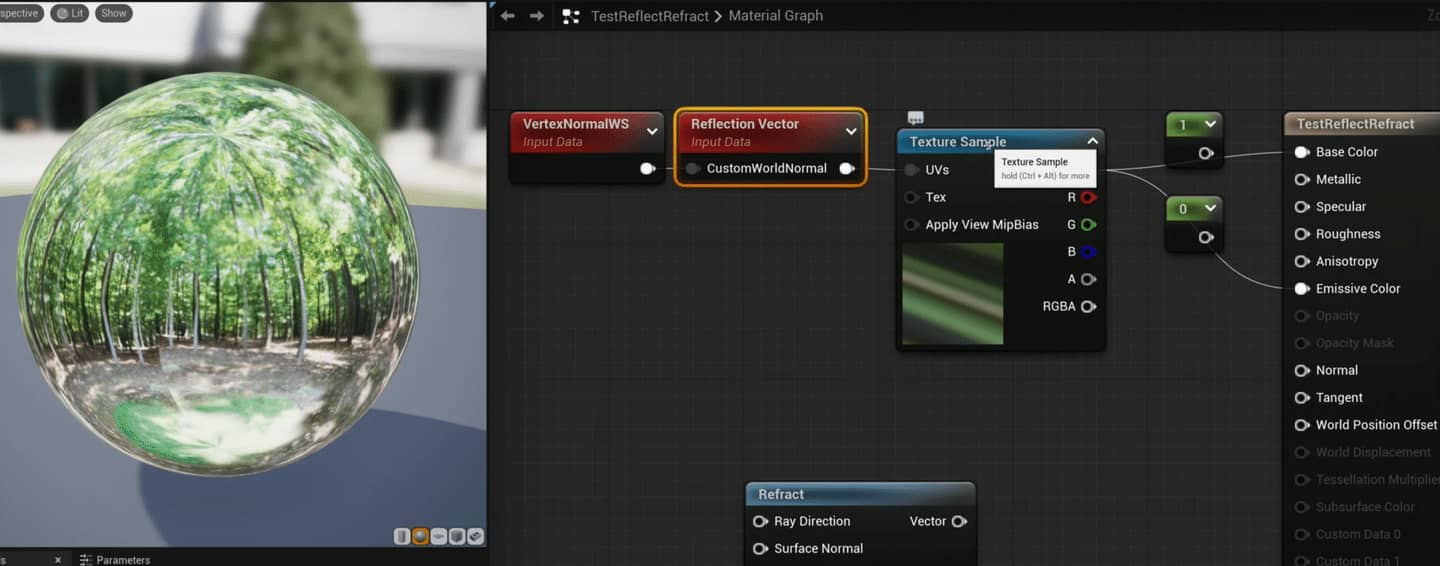 spective
Lit
Show
TestReflectRefract > Material Graph
VertexNormalWS
Input Data
Reflection Vector
Input Data
CustomWorldNormal
Texture Sample
UVs
Tex
Apply View MipBias
R
G
B
A
RGBA
Texture Sample
hold (Ctrl + Alt) for more
1
0
TestReflectRefract
Base Color
Metallic
Specular
Roughness
Anisotropy
Emissive Color
Opacity
Opacity Mask
Normal
Tangent
World Position Offset
World Displacement
Tessellation Multiplie
Subsurface Color
Custom Data 0
Custom Data 1
Refract
Ray Direction
Vector
Surface Normal
s
Parameters